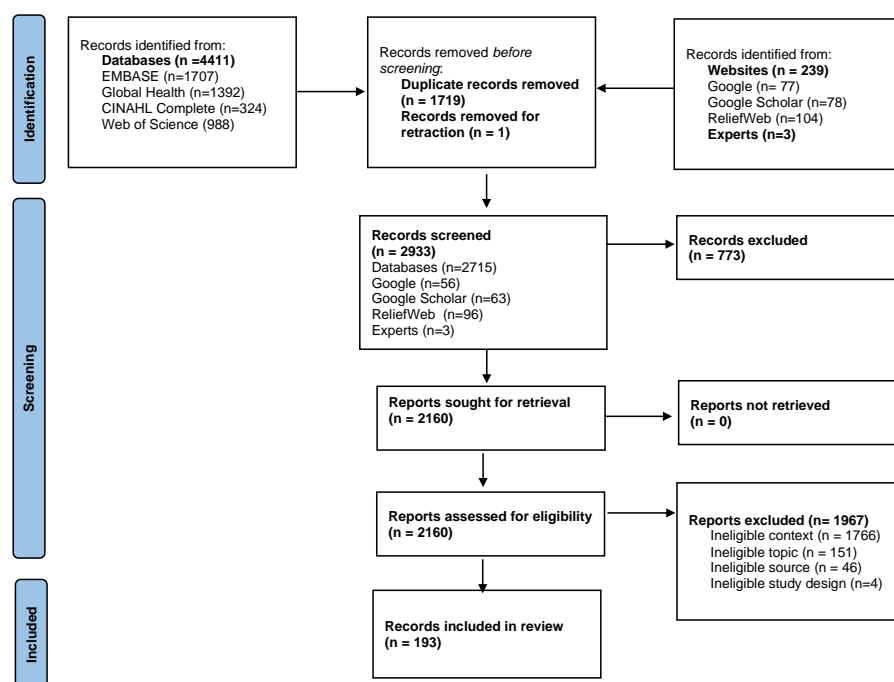 Identification
Records identified from:
Databases (n =4411)
EMBASE (n=1707)
Global Health (n=1392)
CINAHL Complete (n=324)
Web of Science (988)
Records removed before
screening:
Duplicate records removed
(n = 1719)
Records removed for
retraction (n = 1)
Records identified from:
Websites (n = 239)
Google (n= 77)
Google Scholar (n=78)
ReliefWeb (n=104)
Experts (n=3)
Screening
Records screened
(n = 2933)
Databases (n=2715)
Google (n=56)
Google Scholar (n=63)
ReliefWeb (n=96)
Experts (n=3)
Records excluded
(n = 773)
Reports sought for retrieval
(n = 2160)
Reports not retrieved
(n = 0)
Reports assessed for eligibility
(n = 2160)
Reports excluded (n= 1967)
Ineligible context (n = 1766)
Ineligible topic (n = 151)
Ineligible source (n = 46)
Ineligible study design (n=4)
Included
Records included in review
(n = 193)